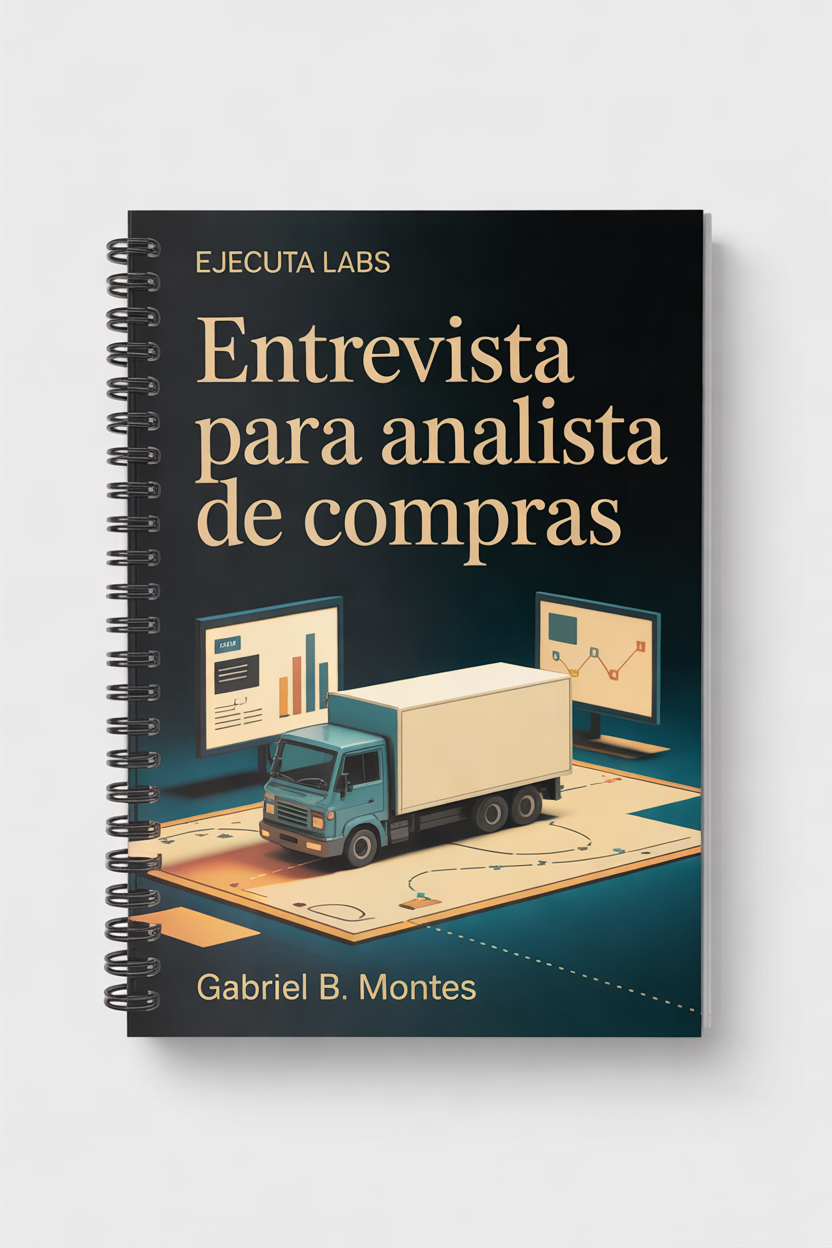 EJECUTA LABS
Entrevista
para analista
de compras
Gabriel B. Montes